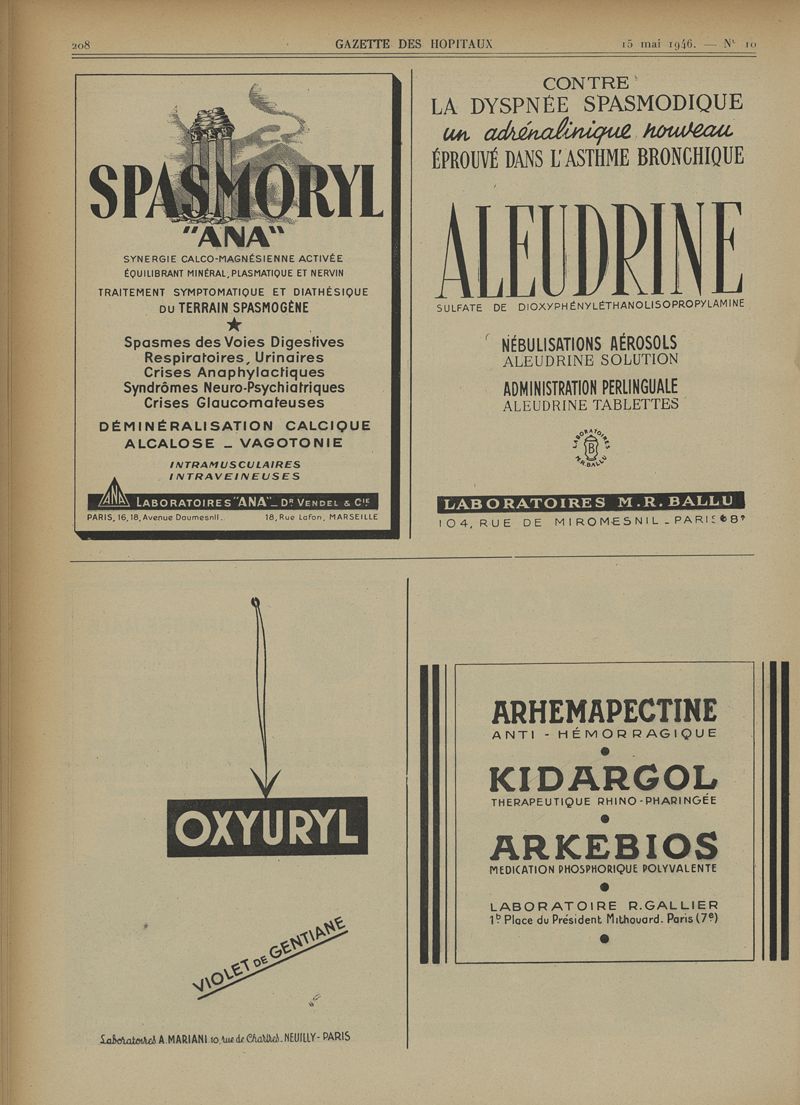 208
GAZETTE DES HOPITAUX
15 mai 1946. — Nº 10
SPASMORYL
"ANA"
SYNERGIE CALCO-MAGNÉSIENNE ACTIVÉE
ÉQUILIBRANT MINÉRAL, PLASMATIQUE ET NERVIN
TRAITEMENT SYMPTOMATIQUE ET DIATHÉSIQUE
DU TERRAIN SPASMOGÈNE
★
Spasmes des Voies Digestives
Respiratoires, Urinaires
Crises Anaphylactiques
Syndrômes Neuro-Psychiatriques
Crises Glaucomateuses
DÉMINÉRALISATION CALCIQUE
ALCALOSE _ VAGOTONIE
INTRAMUSCULAIRES
INTRAVEINEUSES
ANA
LABORATOIRES "ANA"_ DR VENDEL & CIE
PARIS, 16,18, Avenue Daumesnil..
18, Rue Lafon, MARSEILLE
CONTRE
LA DYSPNÉE SPASMODIQUE
un adrénalinique nouveau
ÉPROUVÉ DANS L'ASTHME BRONCHIQUE
ALEUDRINE
SULFATE DE DIOXYPHÉNYLÉTHANOLISOPROPYLAMINE
NÉBULISATIONS AÉROSOLS
ALEUDRINE SOLUTION
ADMINISTRATION PERLINGUALE
ALEUDRINE TABLETTES
LABORATOIRES
B
M.R. BALLU
LABORATOIRES M.R. BALLU
104, RUE DE MIROMESNIL _ PARIS 8e
OXYURYL
VIOLET DE GENTIANE
Laboratoires A. MARIANI 10, rue de Chartres. NEUILLY - PARIS
ARHEMAPECTINE
ANTI - HÉMORRAGIQUE
●
KIDARGOL
THERAPEUTIQUE RHINO-PHARINGÉE
●
ARKEBIOS
MEDICATION PHOSPHORIQUE POLYVALENTE
●
LABORATOIRE R. GALLIER
1b Place du Président Mithouard. Paris (7e)
●